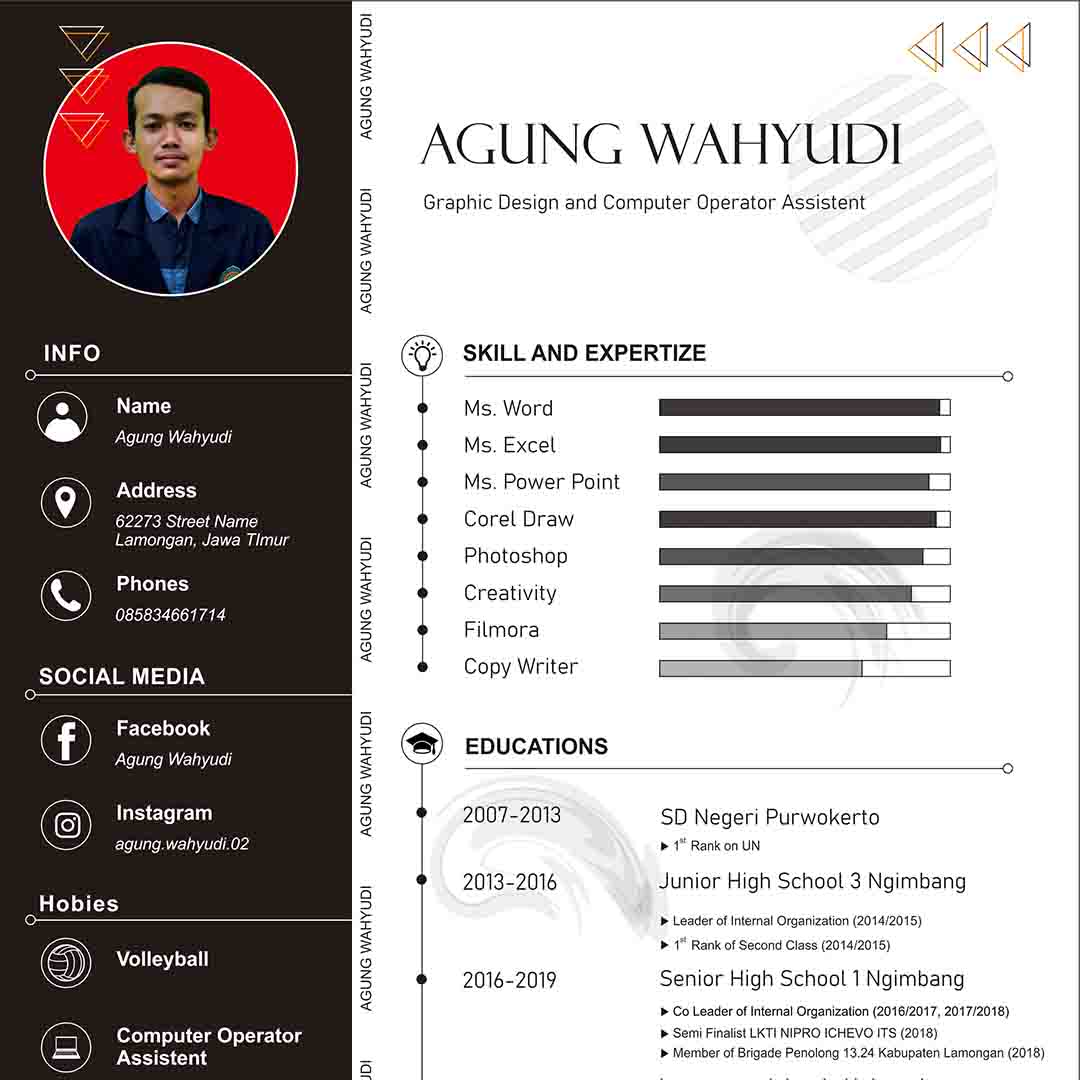 AGUNG WAHYUDI
Graphic Design and Computer Operator Assistent
INFO
Name
Agung Wahyudi
Address
62273 Street Name
Lamongan, Jawa TImur
Phones
085834661714
SOCIAL MEDIA
Facebook
Agung Wahyudi
Instagram
agung.wahyudi.02
Hobies
Volleyball
Computer Operator
Assistent
AGUNG WAHYUDI
AGUNG WAHYUDI
AGUNG WAHYUDI
AGUNG WAHYUDI
AGUNG WAHYUDI
AGUNG WAHYUDI
SKILL AND EXPERTIZE
Ms. Word
Ms. Excel
Ms. Power Point
Corel Draw
Photoshop
Creativity
Filmora
Copy Writer
EDUCATIONS
2007-2013 SD Negeri Purwokerto
1st Rank on UN
2013-2016 Junior High School 3 Ngimbang
Leader of Internal Organization (2014/2015)
1st Rank of Second Class (2014/2015)
2016-2019 Senior High School 1 Ngimbang
Co Leader of Internal Organization (2016/2017, 2017/2018)
Semi Finalist LKTI NIPRO ICHEVO ITS (2018)
Member of Brigade Penolong 13.24 Kabupaten Lamongan (2018)